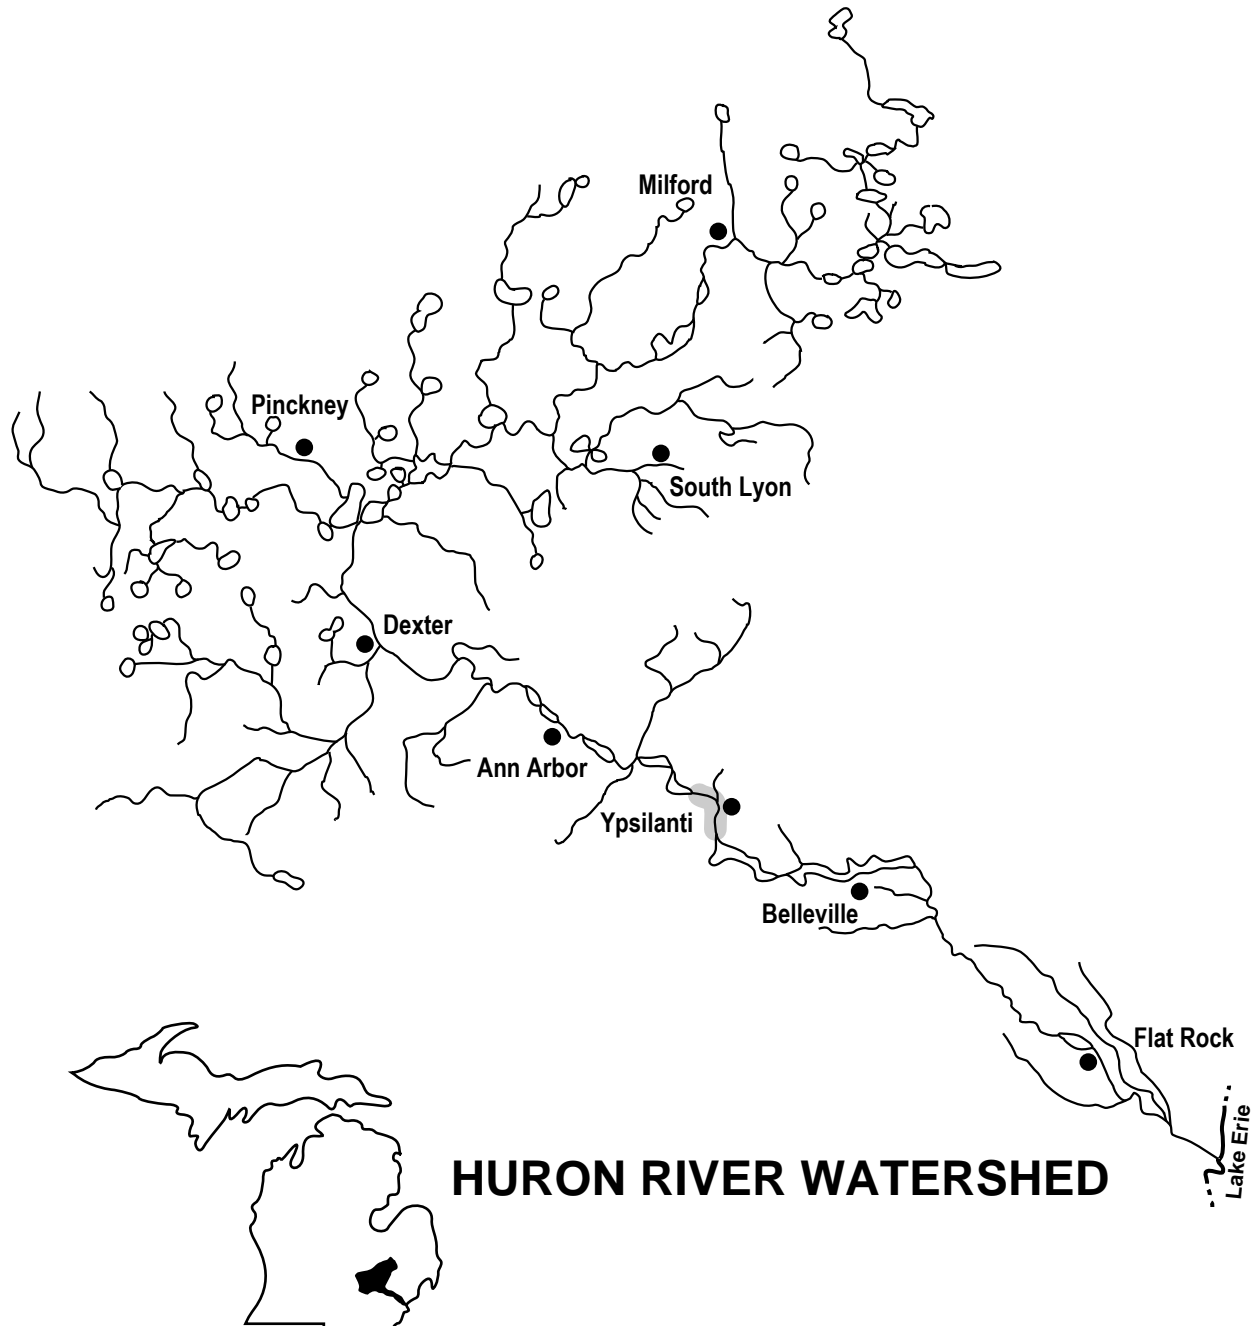 Milford
Pinckney
South Lyon
Dexter
Ann Arbor
Ypsilanti
Belleville
Flat Rock
Lake Erie
HURON RIVER WATERSHED